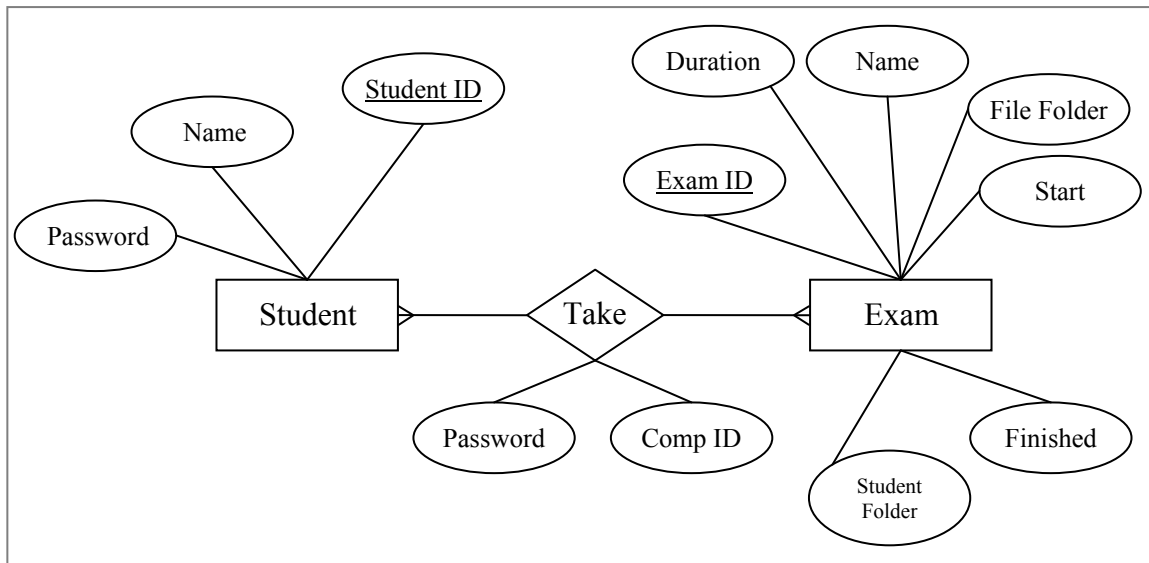 Duration
Name
Student ID
File Folder
Name
Exam ID
Start
Password
Student
Take
Exam
Password
Comp ID
Finished
Student
Folder